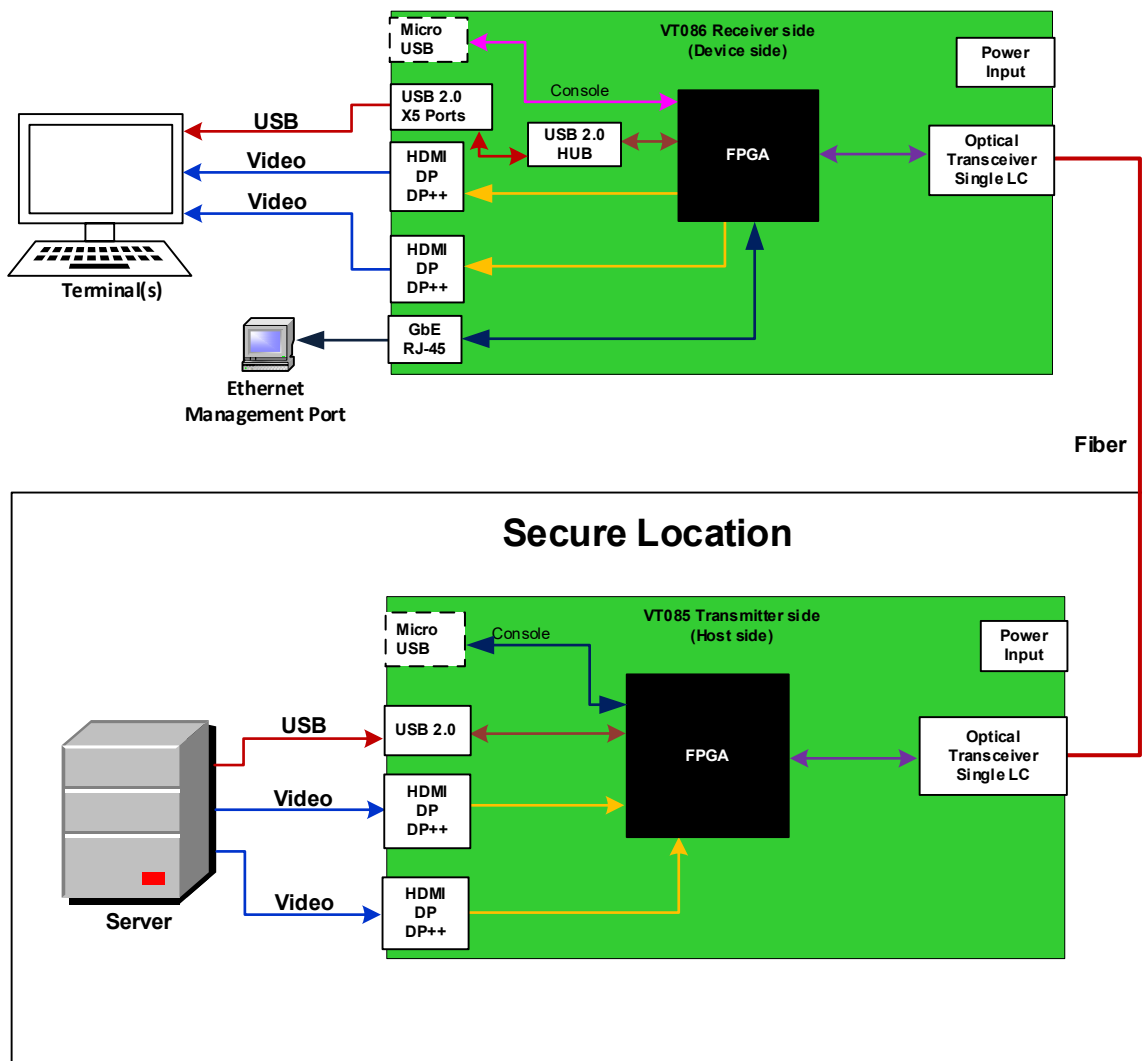 VT086 Receiver side
(Device side)
Micro
USB
Power
Input
Console
USB 2.0
X5 Ports
USB
USB 2.0
HUB
FPGA
Optical
Transceiver
Single LC
Video
HDMI
DP
DP++
Video
HDMI
DP
DP++
Terminal(s)
GbE
RJ-45
Ethernet
Management Port
Fiber
Secure Location
VT085 Transmitter side
(Host side)
Micro
USB
Console
Power
Input
USB
USB 2.0
FPGA
Optical
Transceiver
Single LC
Video
HDMI
DP
DP++
Video
HDMI
DP
DP++
Server